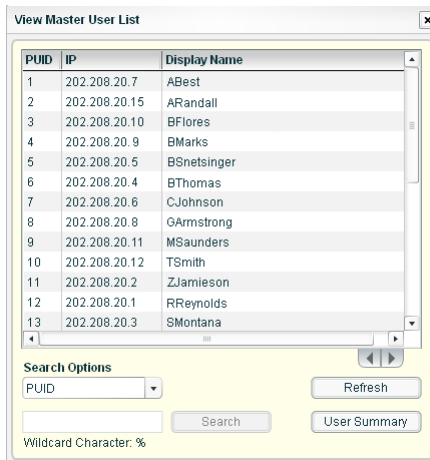 View Master User List
PUID IP Display Name
1 202.208.20.7 ABest
2 202.208.20.15 ARandall
3 202.208.20.10 BFlores
4 202.208.20.9 BMarks
5 202.208.20.5 BSnetsinger
6 202.208.20.4 BThomas
7 202.208.20.6 CJohnson
8 202.208.20.8 GArmstrong
9 202.208.20.11 MSaunders
10 202.208.20.12 TSmith
11 202.208.20.2 ZJamieson
12 202.208.20.1 RReynolds
13 202.208.20.3 SMontana
Search Options
PUID
Refresh
Search
User Summary
Wildcard Character: %